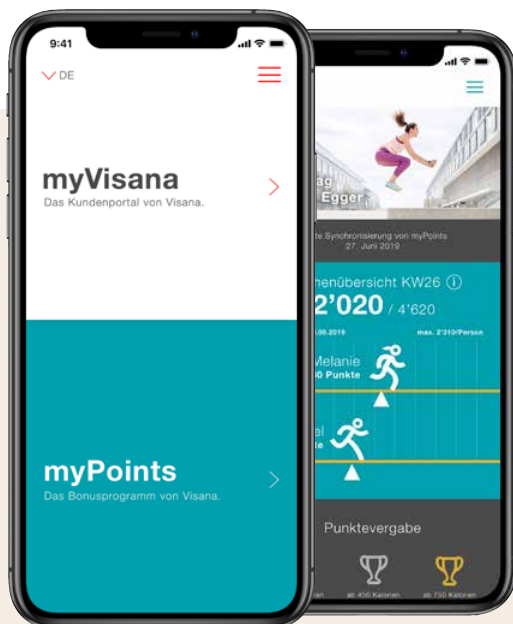 9:41
DE
myVisana
Das Kundenportal von Visana.
myPoints
Das Bonusprogramm von Visana.
Egger
Synchronisierung von myPoints
27. Juni 2019
KW26
2'020 / 4'620
.2019
max. 2'310/Person
Melanie
Punkte
Punktevergabe
ab 450 Kalorien
ab 750 Kalorien